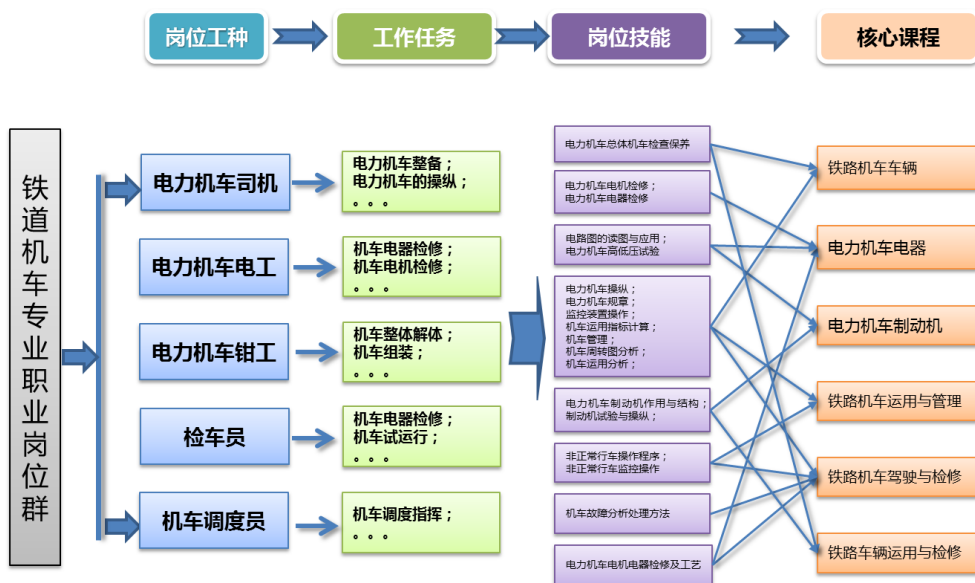 岗位工种
工作任务
岗位技能
核心课程
铁道机车专业职业岗位群
电力机车司机
电力机车整备；
电力机车的操纵；
。。。
电力机车电工
机车电器检修；
机车电机检修；
。。。
电力机车钳工
机车整体解体；
机车组装；
。。。
检车员
机车电器检修；
机车试运行；
。。。
机车调度员
机车调度指挥；
。。。
电力机车总体机车检查保养
电力机车电机检修；
电力机车电器检修
电路图的读图与应用；
电力机车高低压试验
电力机车操纵；
电力机车规章；
监控装置操作；
机车运用指标计算；
机车管理；
机车周转图分析；
机车运用分析；
电力机车制动机作用与结构；
制动机试验与操纵；
非正常行车操作程序；
非正常行车监控操作
机车故障分析处理方法
电力机车电机电器检修及工艺
铁路机车车辆
电力机车电器
电力机车制动机
铁路机车运用与管理
铁路机车驾驶与检修
铁路车辆运用与检修